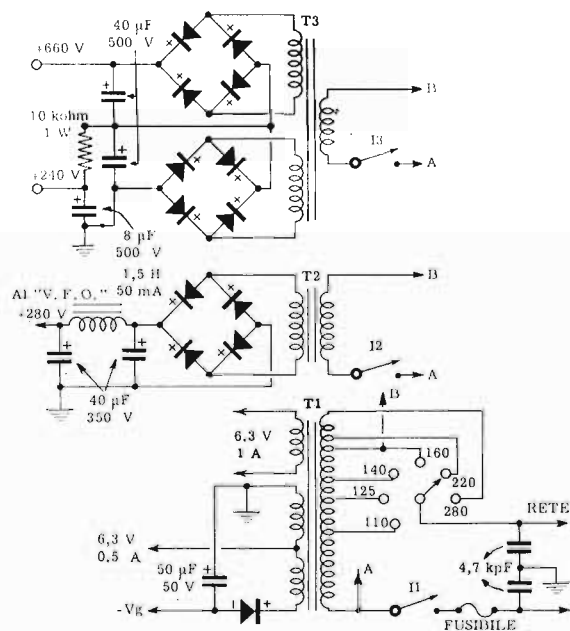 40 µF
500 V
T3
+660 V
B
10 kohm
1 W
I3
A
+240 V
8 µF
500 V
1,5 H
50 mA
T2
B
Al "V. F. O."
+280 V
I2
A
40 µF
350 V
T1
B
6,3 V
1 A
160
140
220
125
280
110
RETE
6,3 V
0,5 A
50 µF
50 V
A
I1
4,7 kpF
-Vg
FUSIBILE